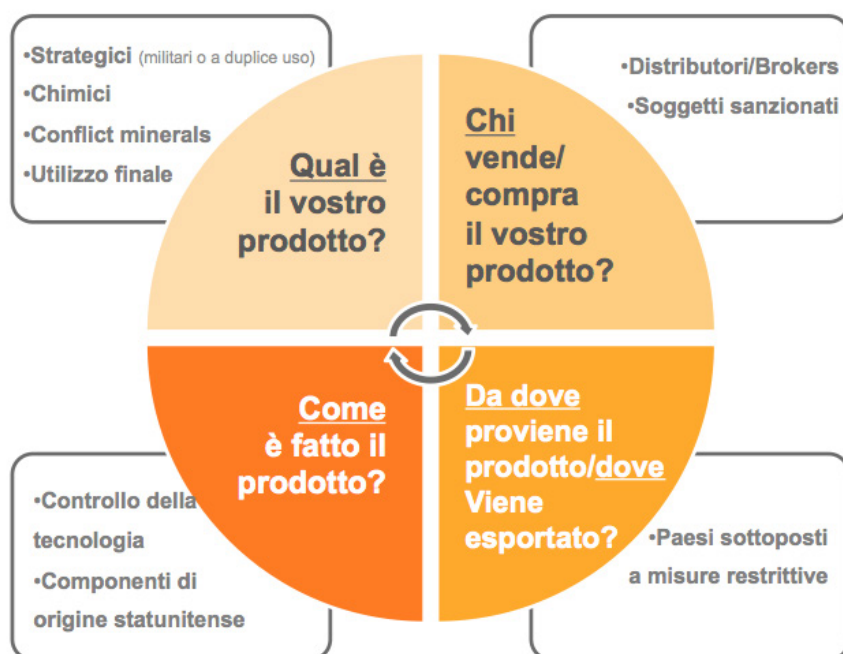 •Strategici (militari o a duplice uso)
•Chimici
•Conflict minerals
•Utilizzo finale
Qual è
il vostro
prodotto?
•Distributori/Brokers
•Soggetti sanzionati
Chi
vende/
compra
il vostro
prodotto?
•Controllo della
tecnologia
•Componenti di
origine statunitense
Come
è fatto il
prodotto?
Da dove
proviene il
prodotto/dove
Viene
esportato?
•Paesi sottoposti
a misure restrittive